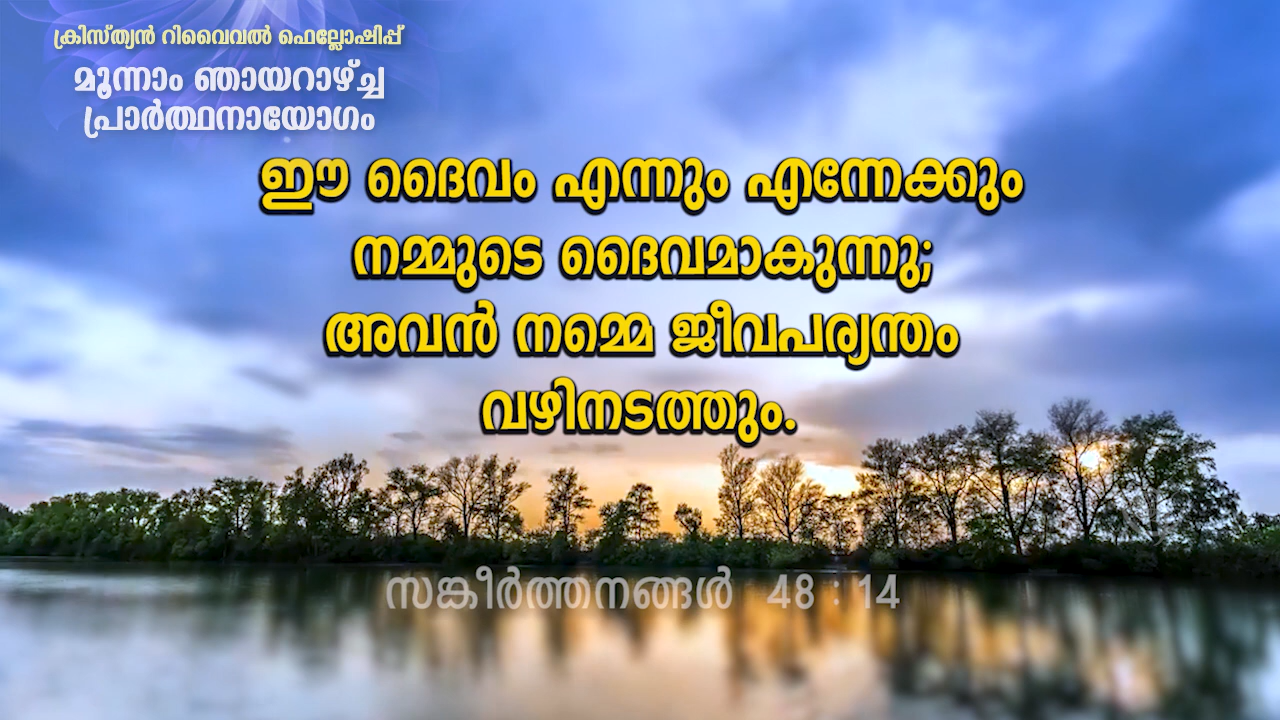 ക്രിസ്ത്യൻ റിവൈവൽ ഫെല്ലോഷിപ്പ്
മൂന്നാം ഞായറാഴ്ച്ച
പ്രാർത്ഥനായോഗം
ഈ ദൈവം എന്നും എന്നേക്കും
നമ്മുടെ ദൈവമാകുന്നു;
അവൻ നമ്മെ ജീവപര്യന്തം
വഴിനടത്തും.
സങ്കീർത്തനങ്ങൾ 48 : 14